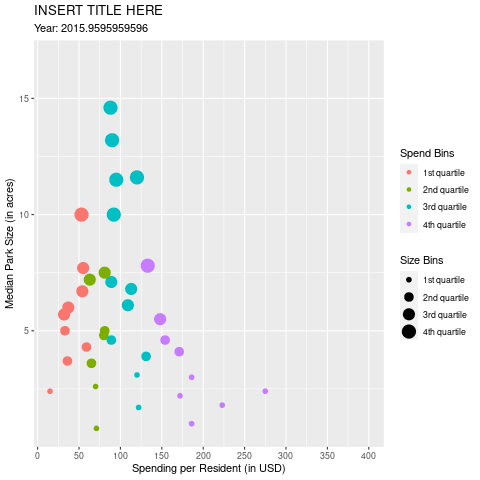 INSERT TITLE HERE
Year: 2015.9595959596
Median Park Size (in acres)
15
10
5
0
50
100
150
200
250
300
350
400
Spending per Resident (in USD)
Spend Bins
1st quartile
2nd quartile
3rd quartile
4th quartile
Size Bins
1st quartile
2nd quartile
3rd quartile
4th quartile